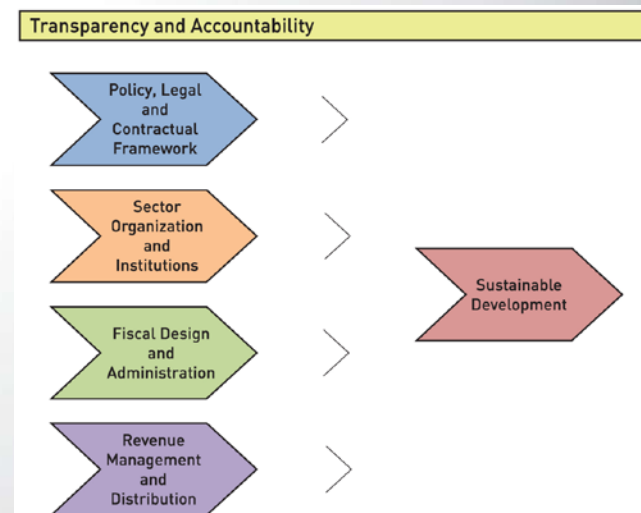 Transparency and Accountability
Policy, Legal
and
Contractual
Framework
Sector
Organization
and
Institutions
Sustainable
Development
Fiscal Design
and
Administration
Revenue
Management
and
Distribution